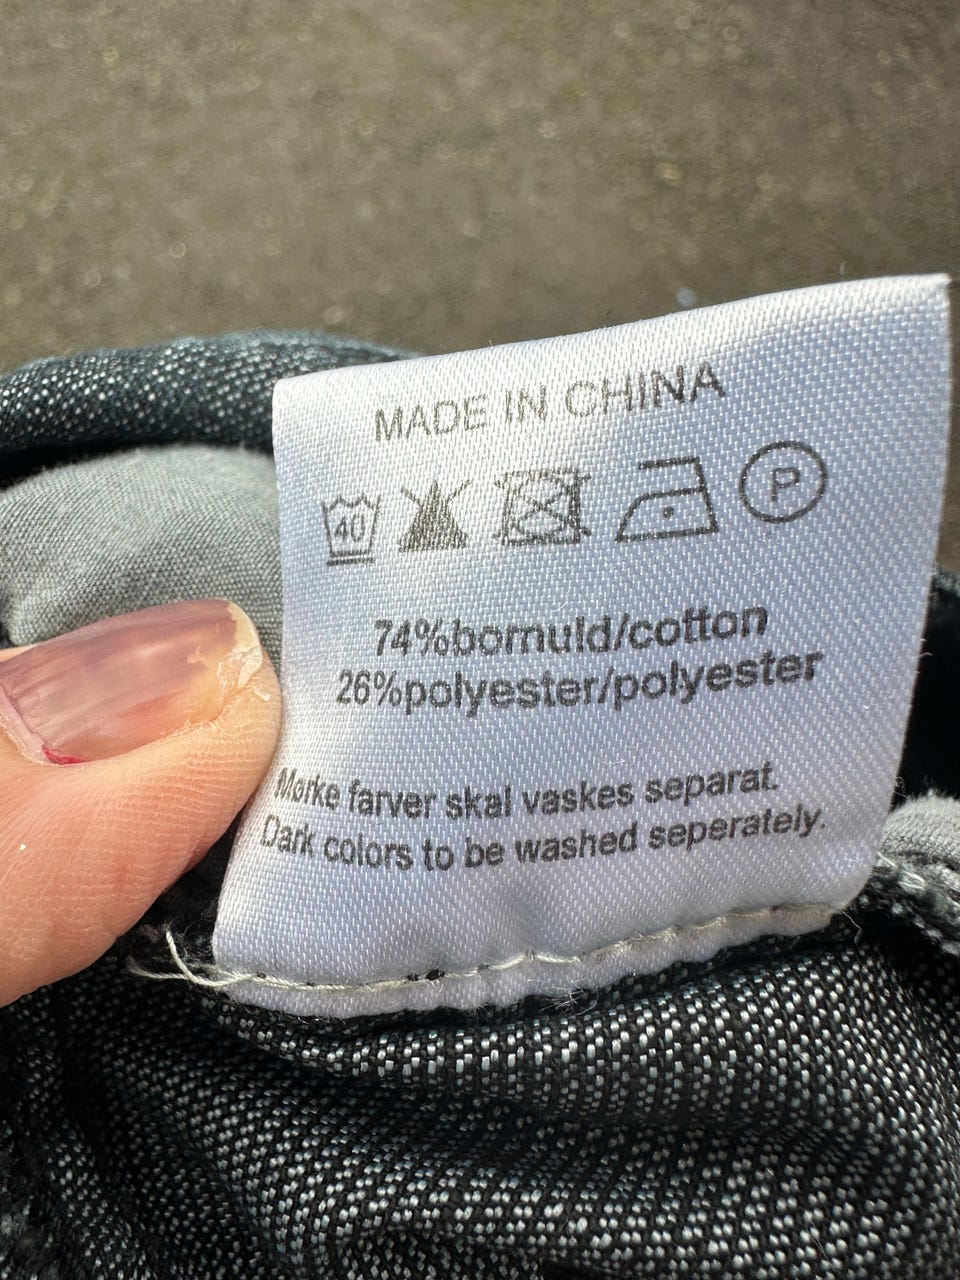 MADE IN CHINA
40 P
74%bomuld/cotton
26%polyester/polyester
Mørke farver skal vaskes separat.
Dark colors to be washed seperately.